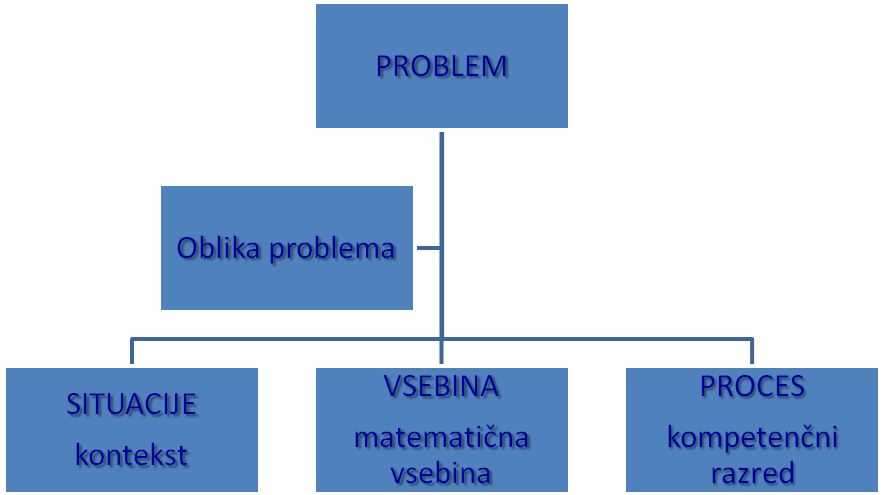 PROBLEM
Oblika problema
SITUACIJE
kontekst
VSEBINA
matematična
vsebina
PROCES
kompetenčni
razred